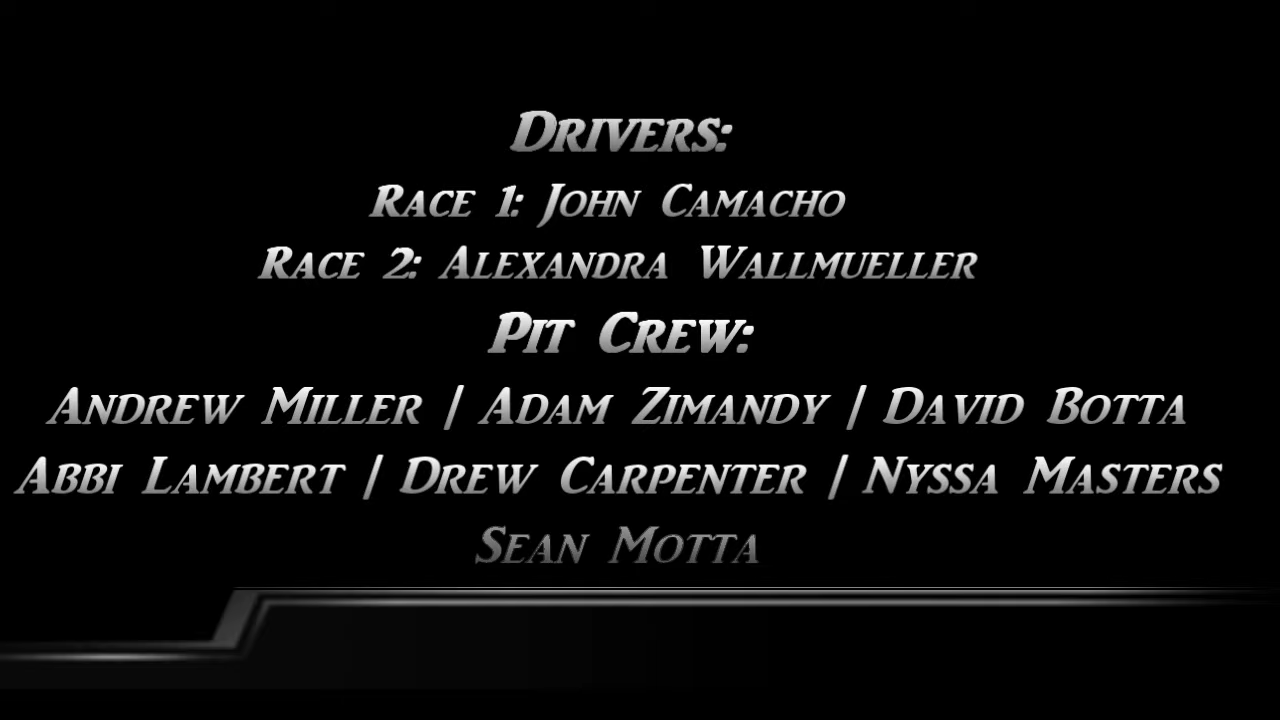 Drivers:
Race 1: John Camacho
Race 2: Alexandra Wallmueller
Pit Crew:
Andrew Miller / Adam Zimandy / David Botta
Abbi Lambert / Drew Carpenter / Nyssa Masters
Sean Motta